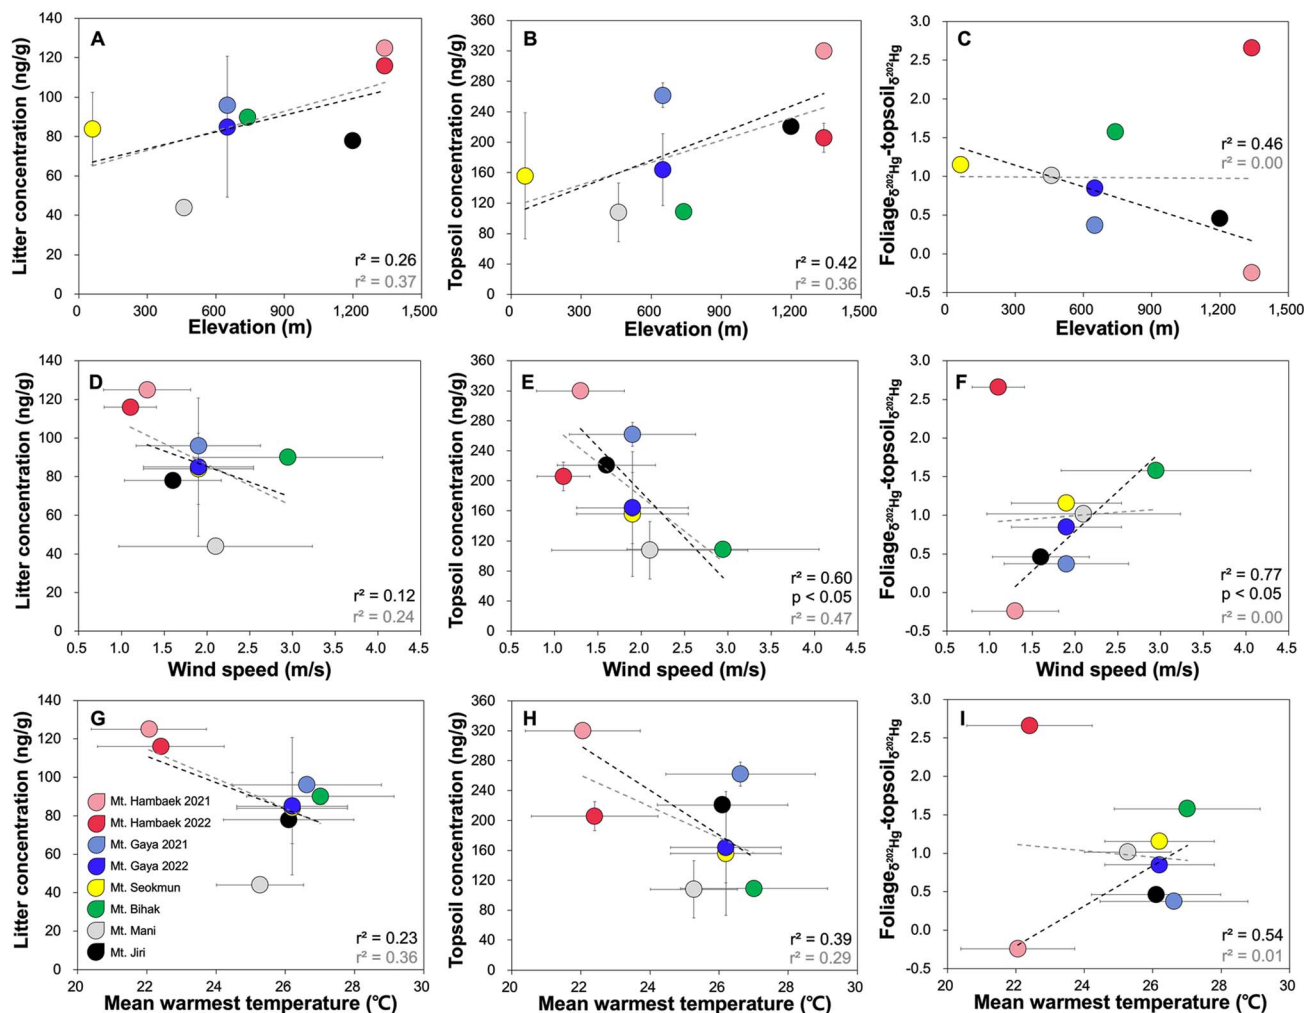 A
Litter concentration (ng/g)
140
120
100
80
60
40
20
0
r² = 0.26
r² = 0.37
0
300
600
900
1,200
1,500
Elevation (m)
B
Topsoil concentration (ng/g)
360
320
280
240
200
160
120
80
40
0
r² = 0.42
r² = 0.36
0
300
600
900
1,200
1,500
Elevation (m)
C
Foliageδ²⁰²Hg-topsoilδ²⁰²Hg
3.0
2.5
2.0
1.5
1.0
0.5
0.0
-0.5
r² = 0.46
r² = 0.00
0
300
600
900
1,200
1,500
Elevation (m)
D
Litter concentration (ng/g)
140
120
100
80
60
40
20
0
r² = 0.12
r² = 0.24
0.5
1.0
1.5
2.0
2.5
3.0
3.5
4.0
4.5
Wind speed (m/s)
E
Topsoil concentration (ng/g)
360
320
280
240
200
160
120
80
40
0
r² = 0.60
p < 0.05
r² = 0.47
0.5
1.0
1.5
2.0
2.5
3.0
3.5
4.0
4.5
Wind speed (m/s)
F
Foliageδ²⁰²Hg-topsoilδ²⁰²Hg
3.0
2.5
2.0
1.5
1.0
0.5
0.0
-0.5
r² = 0.77
p < 0.05
r² = 0.00
0.5
1.0
1.5
2.0
2.5
3.0
3.5
4.0
4.5
Wind speed (m/s)
G
Litter concentration (ng/g)
140
120
100
80
60
40
20
0
Mt. Hambaek 2021
Mt. Hambaek 2022
Mt. Gaya 2021
Mt. Gaya 2022
Mt. Seokmun
Mt. Bihak
Mt. Mani
Mt. Jiri
r² = 0.23
r² = 0.36
20
22
24
26
28
30
Mean warmest temperature (℃)
H
Topsoil concentration (ng/g)
360
320
280
240
200
160
120
80
40
0
r² = 0.39
r² = 0.29
20
22
24
26
28
30
Mean warmest temperature (℃)
I
Foliageδ²⁰²Hg-topsoilδ²⁰²Hg
3.0
2.5
2.0
1.5
1.0
0.5
0.0
-0.5
r² = 0.54
r² = 0.01
20
22
24
26
28
30
Mean warmest temperature (℃)